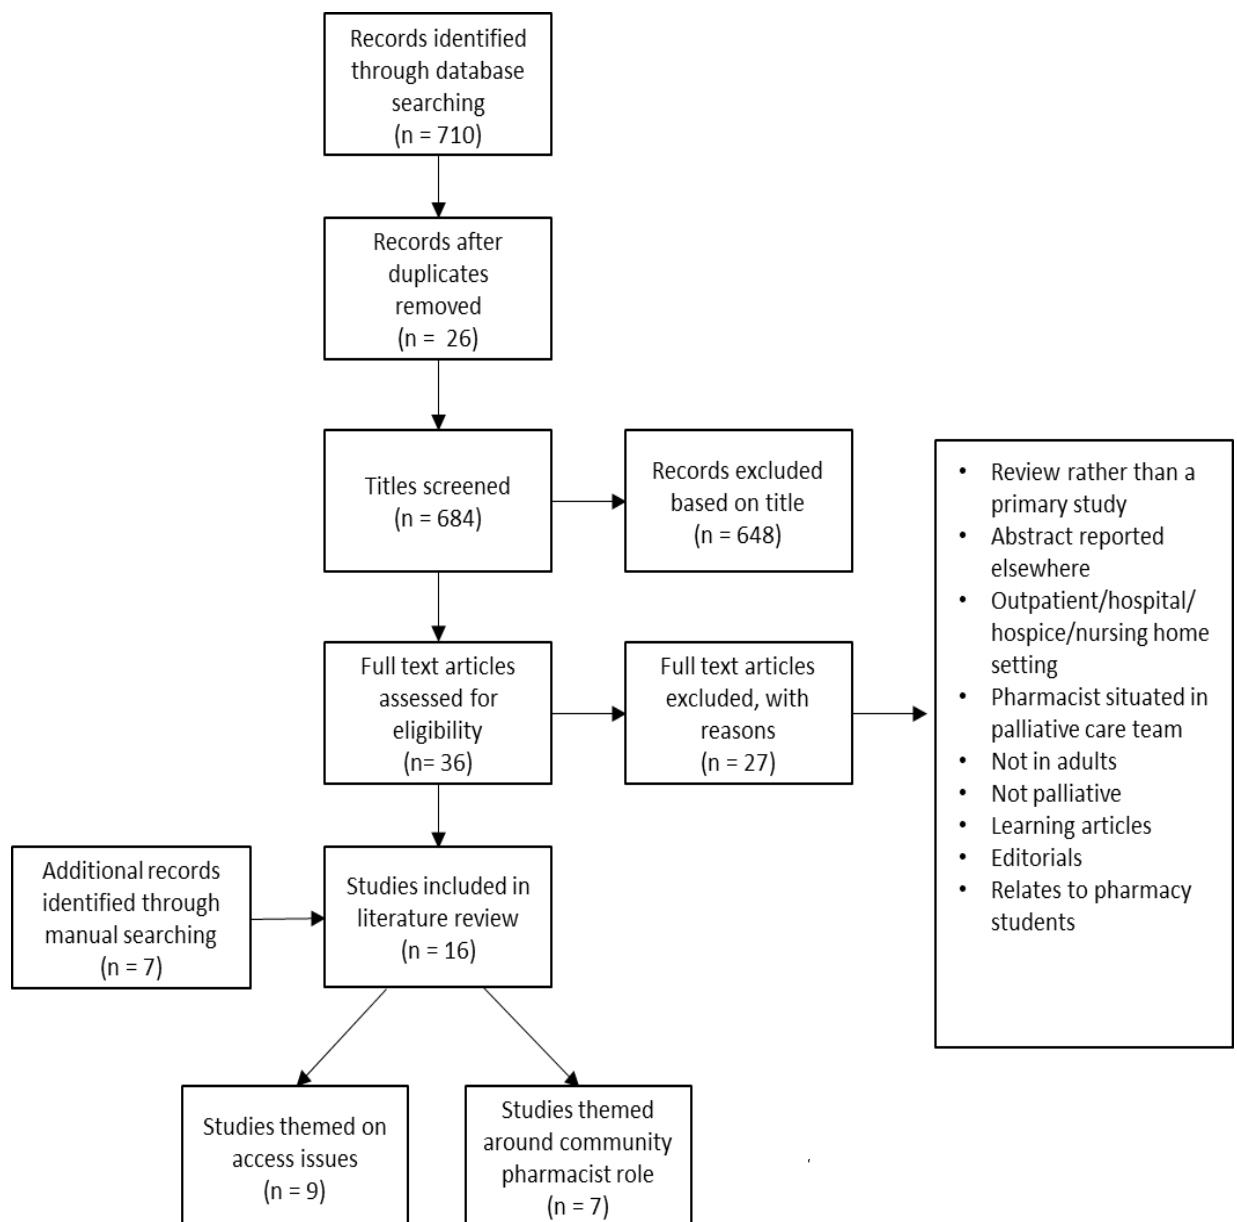 Records identified
through database
searching
(n = 710)
Records after
duplicates
removed
(n =  26)
Titles screened
(n = 684)
Records excluded
based on title
(n = 648)
Full text articles
assessed for
eligibility
(n= 36)
Full text articles
excluded, with
reasons
(n = 27)
• Review rather than a
primary study
• Abstract reported
elsewhere
• Outpatient/hospital/
hospice/nursing home
setting
• Pharmacist situated in
palliative care team
• Not in adults
• Not palliative
• Learning articles
• Editorials
• Relates to pharmacy
students
Additional records
identified through
manual searching
(n = 7)
Studies included in
literature review
(n = 16)
Studies themed on
access issues
(n = 9)
Studies themed
around community
pharmacist role
(n = 7)